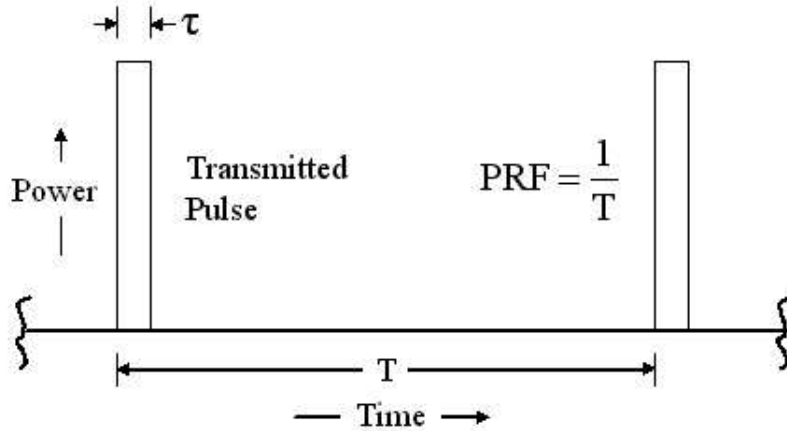 τ
Transmitted
Pulse
Power
PRF = 1/T
T
Time